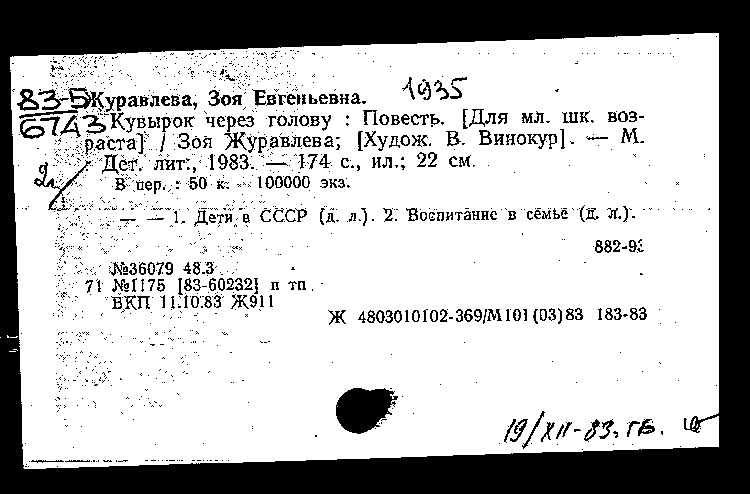 83-5 Журавлева, Зоя Евгеньевна. 1935
6743 Кувырок через голову : Повесть. [Для мл. шк. воз-
раста] / Зоя Журавлева; [Худож. В. Винокур]. — М.
Дет. лит., 1983. — 174 с., ил.; 22 см.
В пер. : 50 к. 100000 экз.
— — 1. Дети в СССР (д. л.). 2. Воспитание в семье (д. л.).
882-93
№36079 48.3
71 №1175 [83-60232] п тп
ВКП 11.10.83 Ж911
Ж 4803010102-369/М101(03)83 183-83
19/XII-83. ГБ.